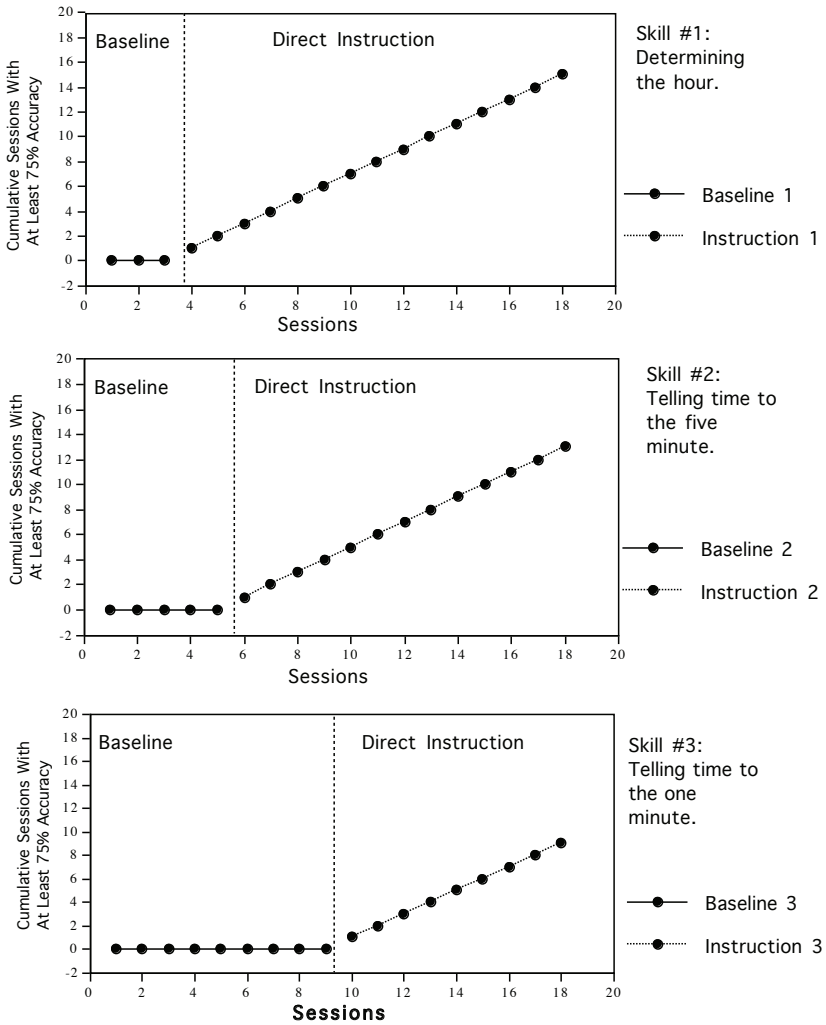 20
18
16
14
12
10
8
6
4
2
0
-2
Cumulative Sessions With
At Least 75% Accuracy
Baseline
Direct Instruction
0 2 4 6 8 10 12 14 16 18 20
Sessions
Skill #1:
Determining
the hour.
Baseline 1
Instruction 1
20
18
16
14
12
10
8
6
4
2
0
-2
Cumulative Sessions With
At Least 75% Accuracy
Baseline
Direct Instruction
0 2 4 6 8 10 12 14 16 18 20
Sessions
Skill #2:
Telling time to
the five
minute.
Baseline 2
Instruction 2
20
18
16
14
12
10
8
6
4
2
0
-2
Cumulative Sessions With
At Least 75% Accuracy
Baseline
Direct Instruction
0 2 4 6 8 10 12 14 16 18 20
Sessions
Skill #3:
Telling time to
the one
minute.
Baseline 3
Instruction 3